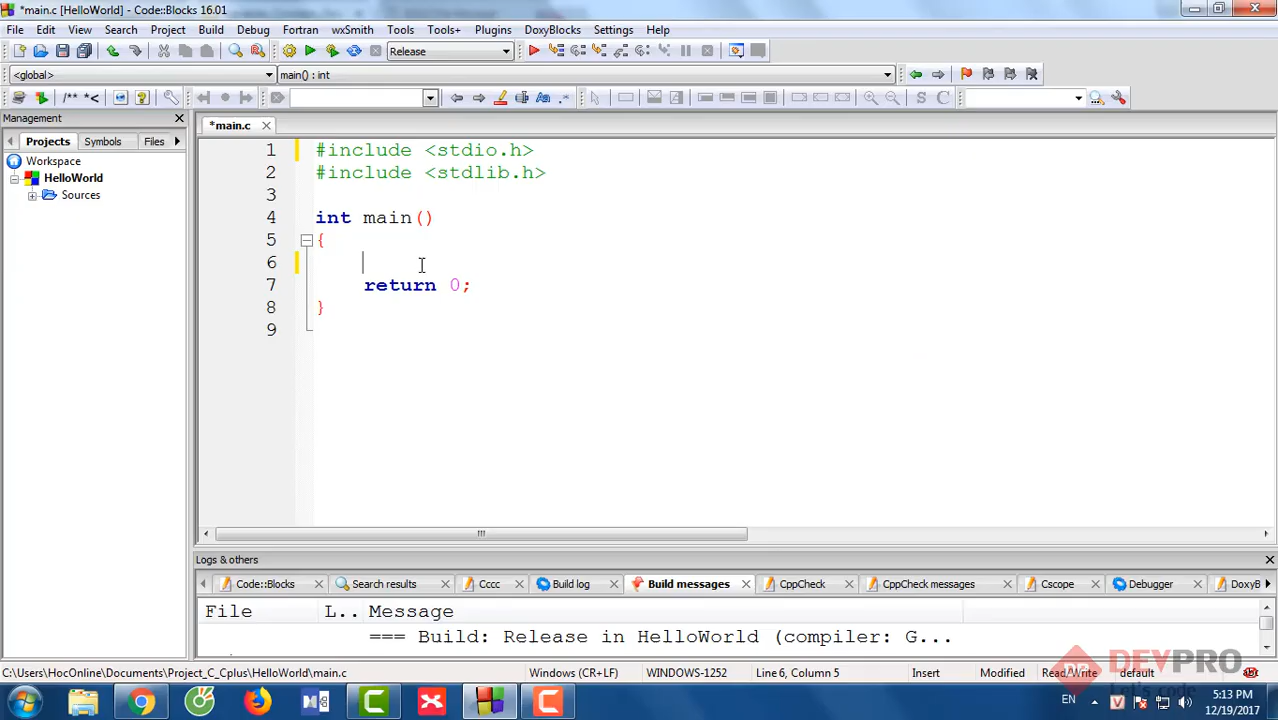 *main.c [HelloWorld] - Code::Blocks 16.01
File Edit View Search Project Build Debug Fortran wxSmith Tools Tools+ Plugins DoxyBlocks Settings Help
Release
<global> main() : int
/** *<
S C
Management
*main.c
Projects Symbols Files
Workspace
HelloWorld
Sources
1 #include <stdio.h>
2 #include <stdlib.h>
3
4 int main()
5 {
6
7 return 0;
8 }
9
Logs & others
Code::Blocks Search results Cccc Build log Build messages CppCheck CppCheck messages Cscope Debugger DoxyB
File L.. Message
=== Build: Release in HelloWorld (compiler: G...
C:\Users\HocOnline\Documents\Project_C_Cplus\HelloWorld\main.c Windows (CR+LF) WINDOWS-1252 Line 6, Column 5 Insert Modified Read/Write default
DEVPRO
Let's code
EN
5:13 PM
12/19/2017